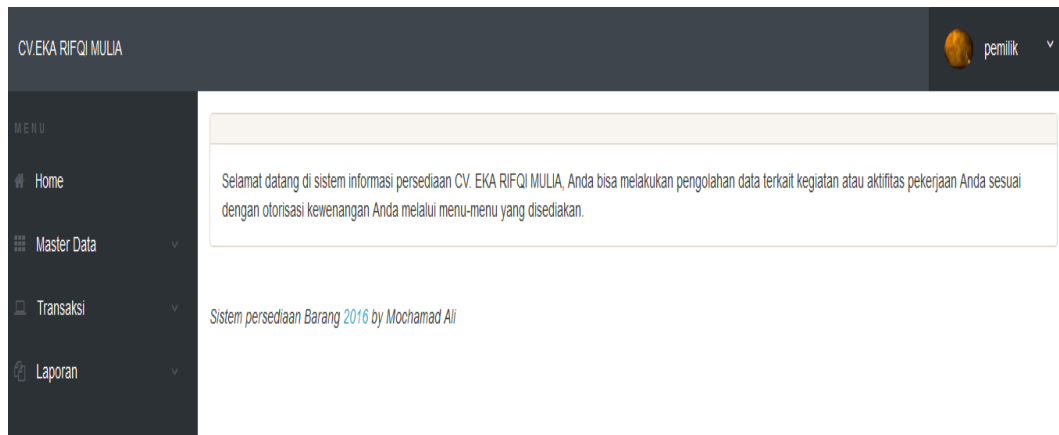 CV.EKA RIFQI MULIA
pemilik
MENU
Home
Master Data
Transaksi
Laporan
Selamat datang di sistem informasi persediaan CV. EKA RIFQI MULIA, Anda bisa melakukan pengolahan data terkait kegiatan atau aktifitas pekerjaan Anda sesuai
dengan otorisasi kewenangan Anda melalui menu-menu yang disediakan.
Sistem persediaan Barang 2016 by Mochamad Ali